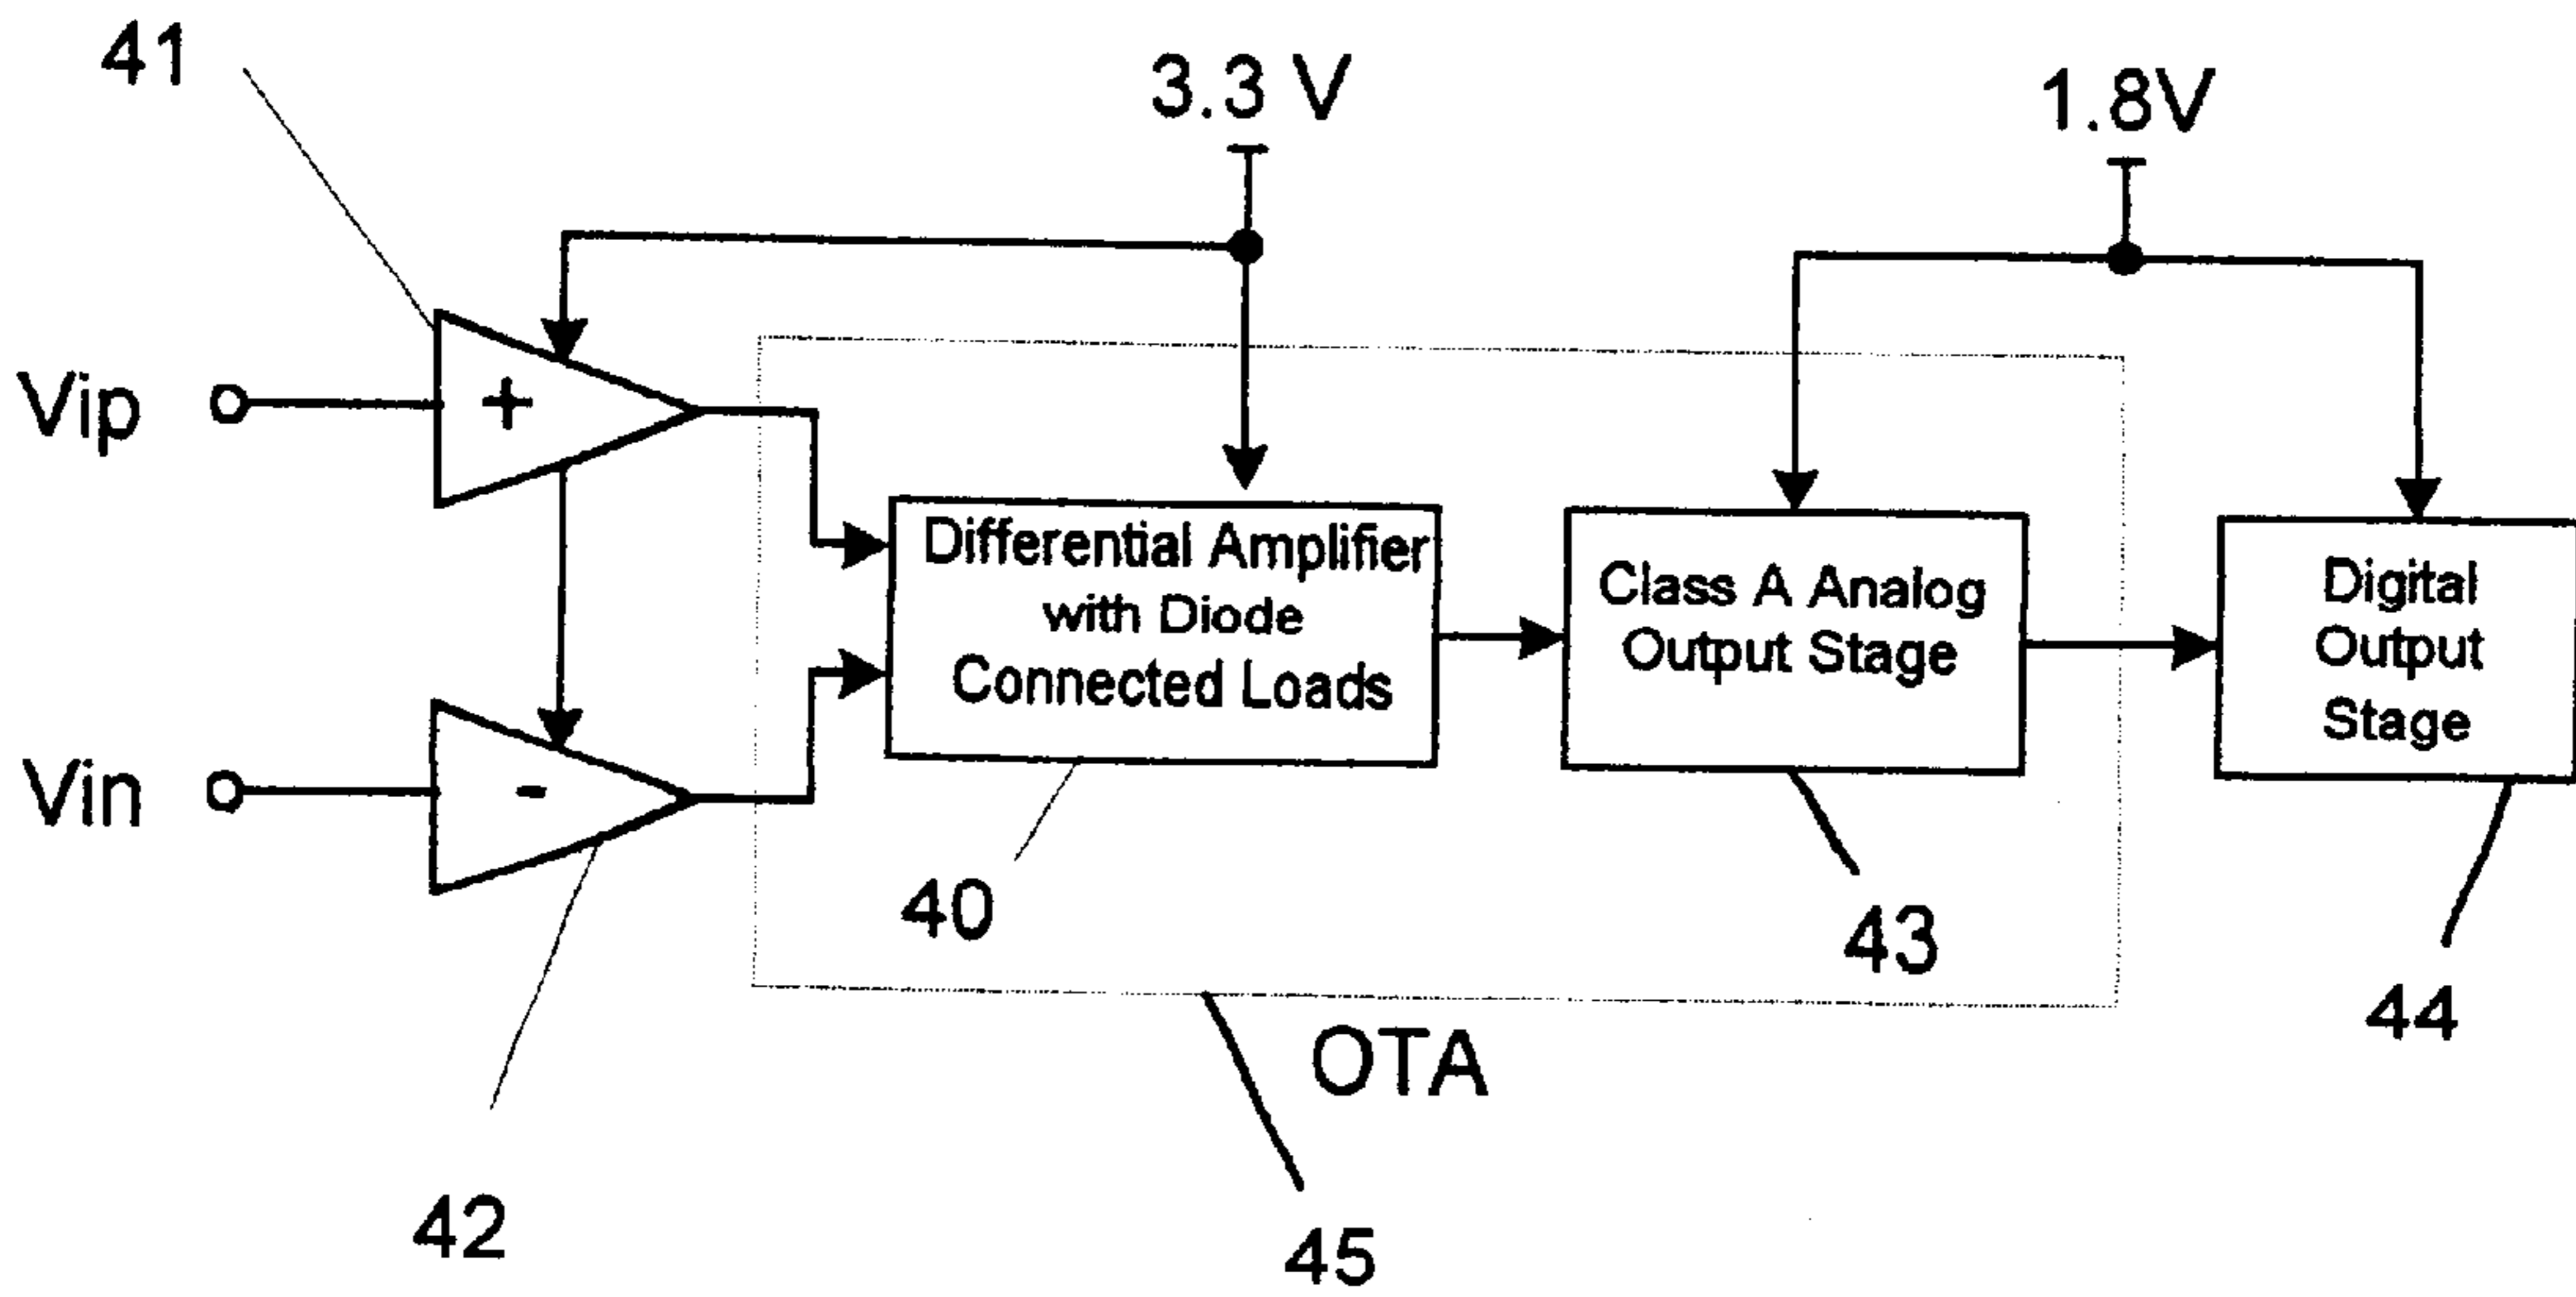 41
3.3 V
1.8V
Vip
+
Differential Amplifier
with Diode
Connected Loads
Class A Analog
Output Stage
Digital
Output
Stage
Vin
-
40
43
44
OTA
42
45